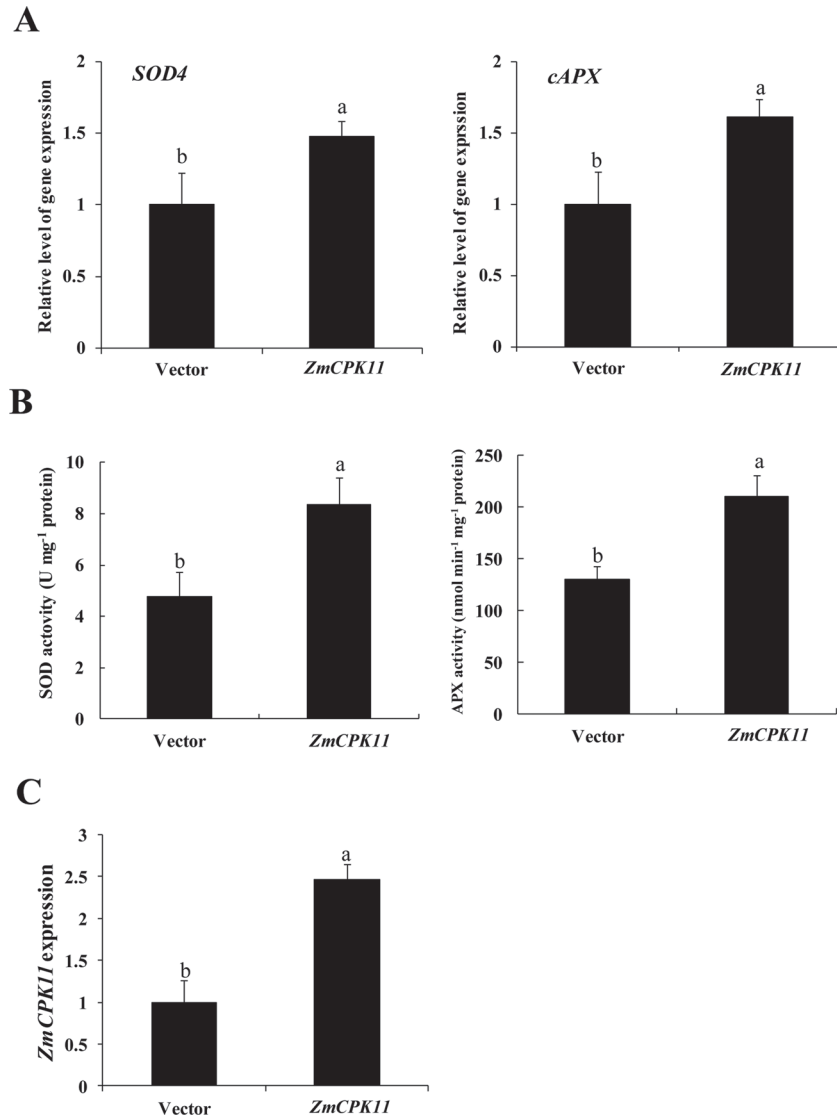 A
Relative level of gene expression
2
1.5
1
0.5
0
SOD4
b
a
Vector
ZmCPK11
Relative level of gene exprssion
2
1.5
1
0.5
0
cAPX
b
a
Vector
ZmCPK11
B
SOD actovity (U mg⁻¹ protein)
10
8
6
4
2
0
b
a
Vector
ZmCPK11
APX activity (nmol min⁻¹ mg⁻¹ protein)
250
200
150
100
50
0
b
a
Vector
ZmCPK11
C
ZmCPK11 expression
3
2.5
2
1.5
1
0.5
0
b
a
Vector
ZmCPK11